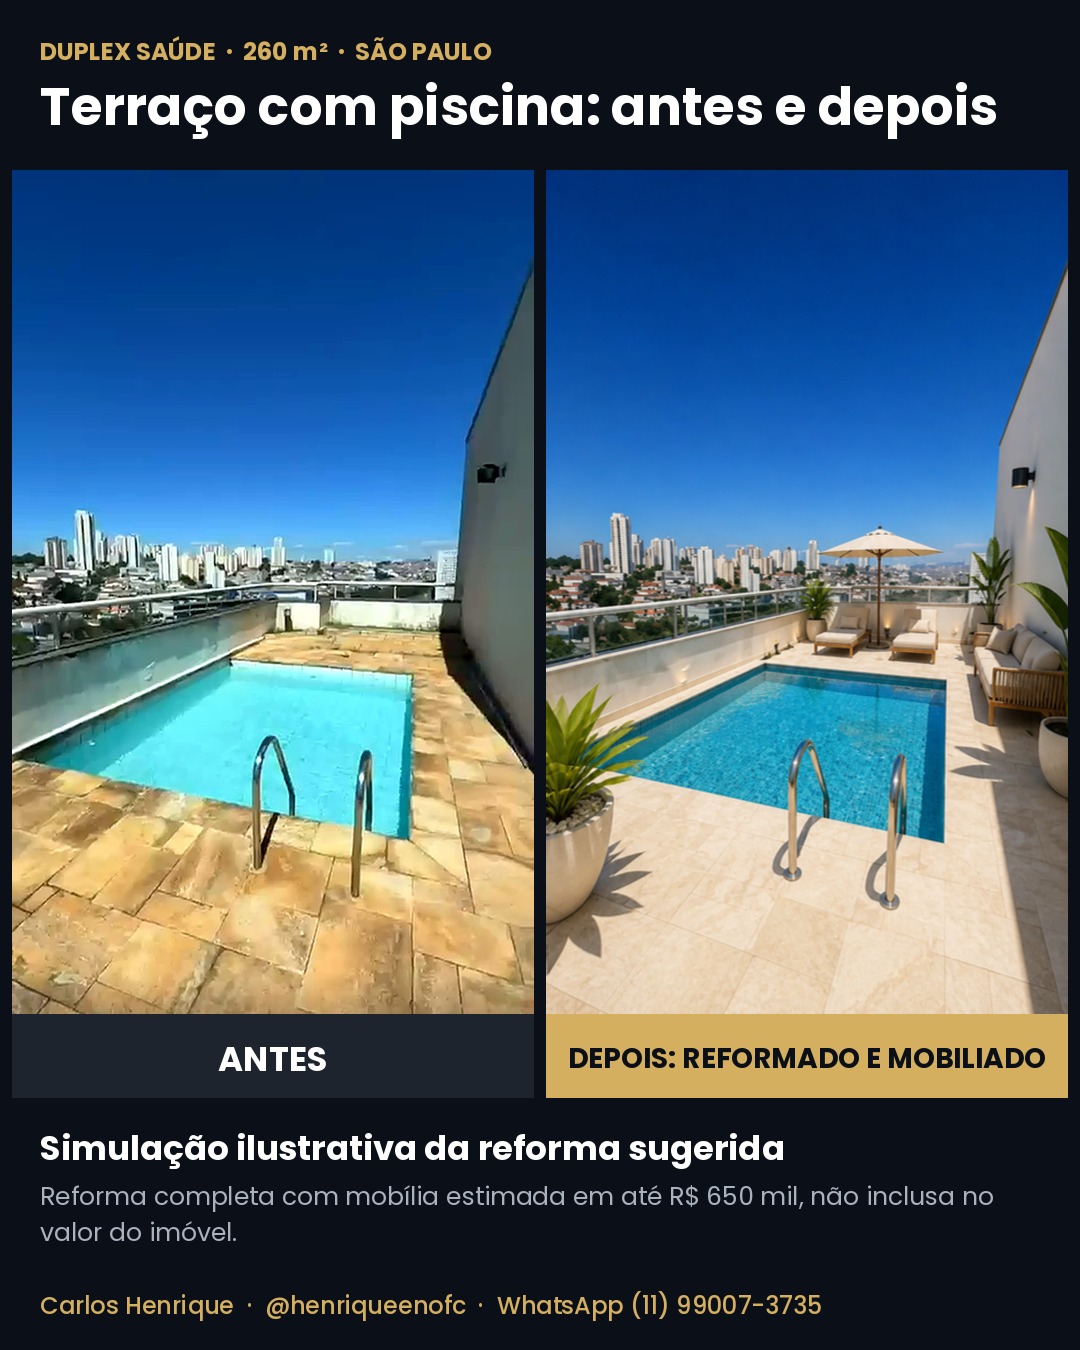 DUPLEX SAÚDE · 260 m² · SÃO PAULO
Terraço com piscina: antes e depois
ANTES
DEPOIS: REFORMADO E MOBILIADO
Simulação ilustrativa da reforma sugerida
Reforma completa com mobília estimada em até R$ 650 mil, não inclusa no
valor do imóvel.
Carlos Henrique · @henriqueenofc · WhatsApp (11) 99007-3735